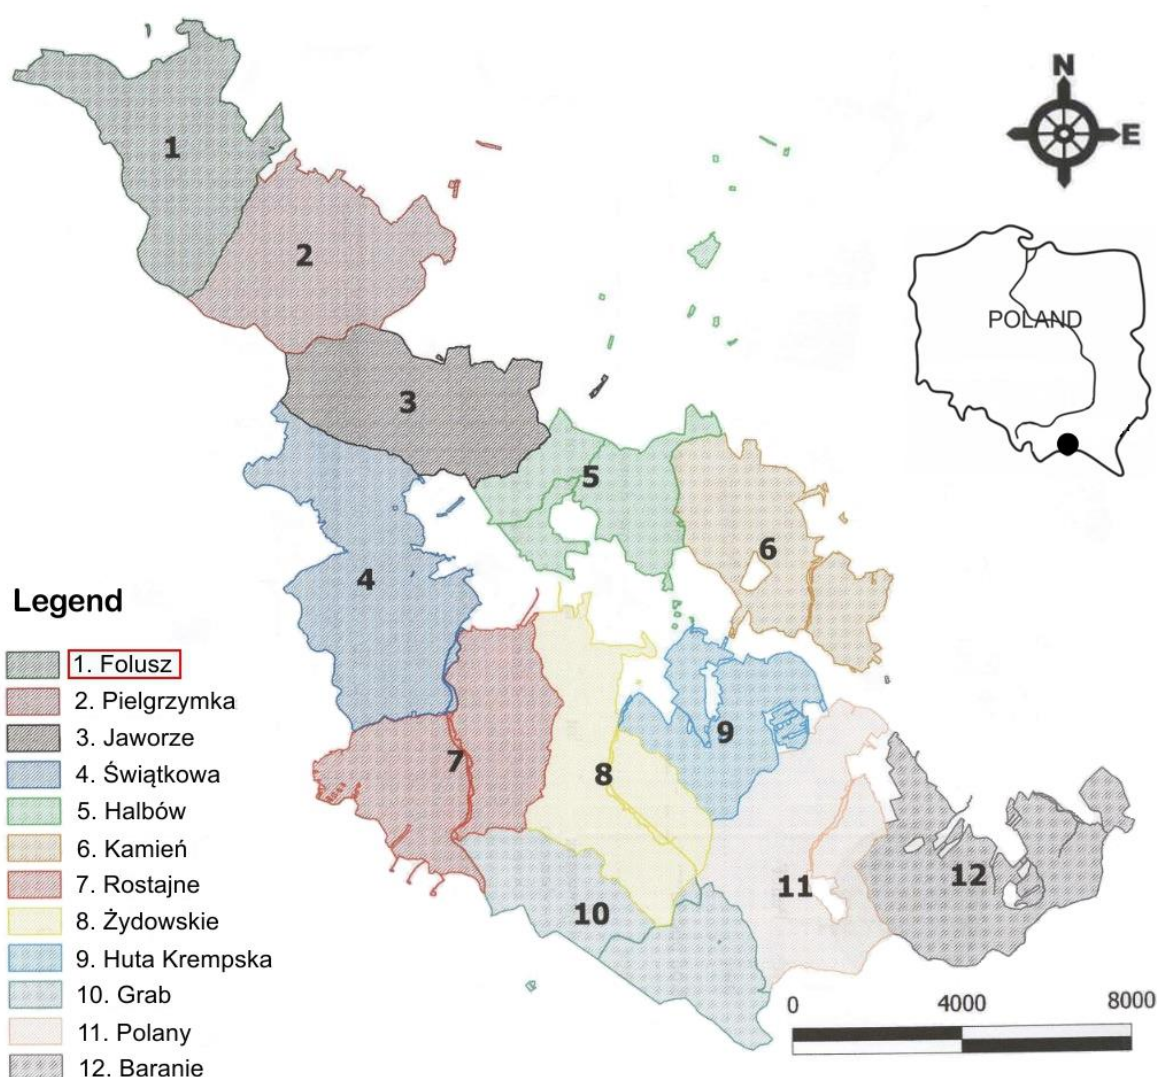 N
E
1
2
POLAND
3
5
6
4
Legend
1. Folusz
2. Pielgrzymka
3. Jaworze
4. Świątkowa
5. Halbów
6. Kamień
7. Rostajne
8. Żydowskie
9. Huta Krempska
10. Grab
11. Polany
12. Baranie
7
8
9
10
11
12
0 4000 8000